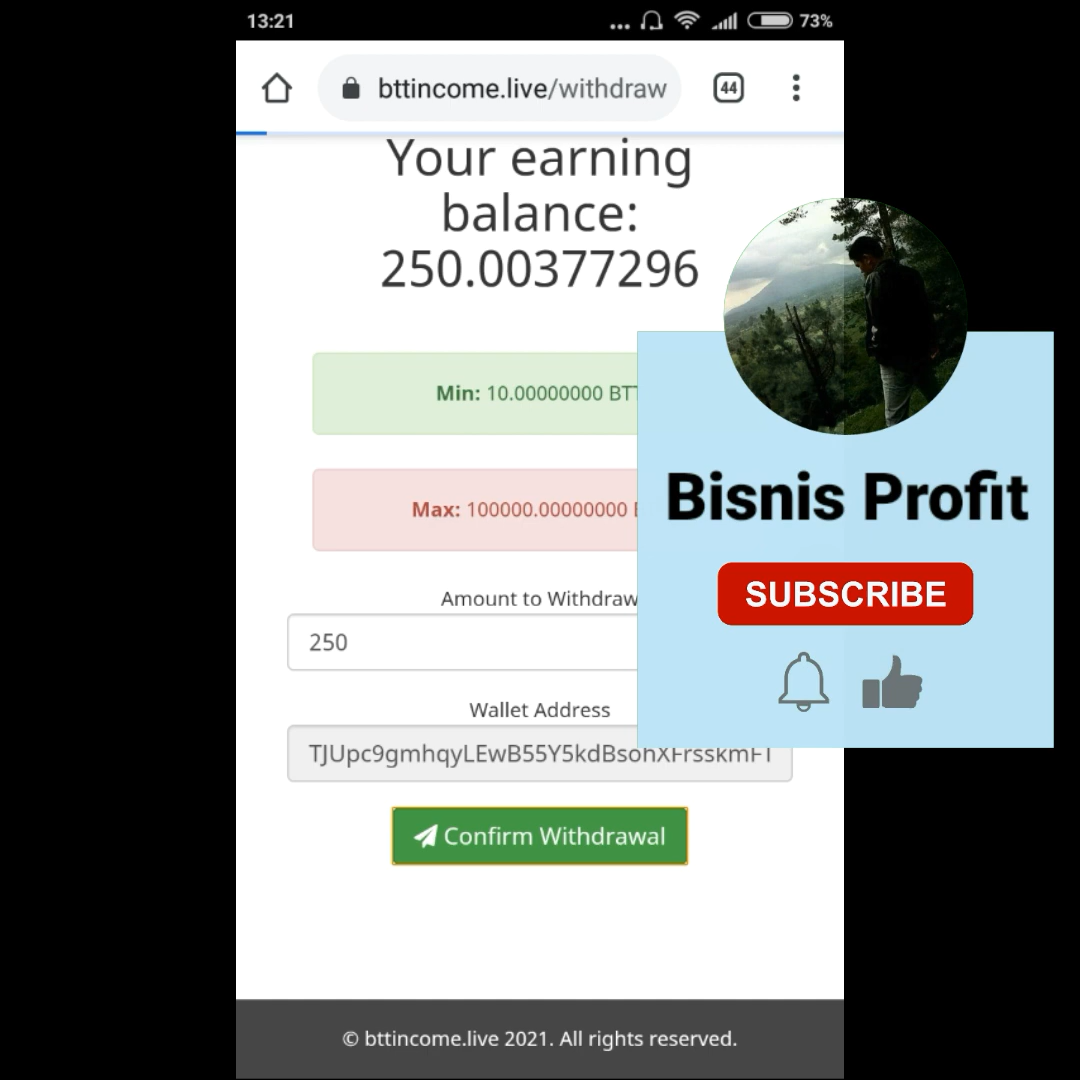 13:21
73%
bttincome.live/withdraw
44
Your earning
balance:
250.00377296
Min: 10.00000000 BTT
Max: 100000.00000000
Amount to Withdraw
250
Wallet Address
TJUpc9gmhqyLEwB55Y5kdBsohXFrsskmFT
Confirm Withdrawal
© bttincome.live 2021. All rights reserved.
Bisnis Profit
SUBSCRIBE